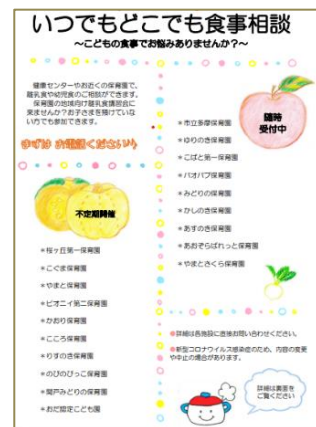 いつでもどこでも食事相談
～こどもの食事でお悩みありませんか？～
健康センターやお近くの保育園で、
離乳食や幼児食のご相談ができます。
保育園の地域向け離乳食講習会に
来ませんか？お子さまを預けていな
い方でも参加できます。
まずは お電話ください
不定期開催
＊桜ヶ丘第一保育園
＊こぐま保育園
＊やまと保育園
＊ピオニイ第二保育園
＊かおり保育園
＊こころ保育園
＊りすのき保育園
＊のびのびっこ保育園
＊関戸みどりの保育園
＊おだ認定こども園
随時
受付中
＊市立多摩保育園
＊ゆりのき保育園
＊こばと第一保育園
＊バオバブ保育園
＊みどりの保育園
＊かしのき保育園
＊あすのき保育園
＊あおぞらぱれっと保育園
＊やまとさくら保育園
●詳細は各施設に直接お問い合わせください。
●新型コロナウイルス感染症のため、内容の変更
や中止の場合があります。
詳細は裏面を
ご覧ください